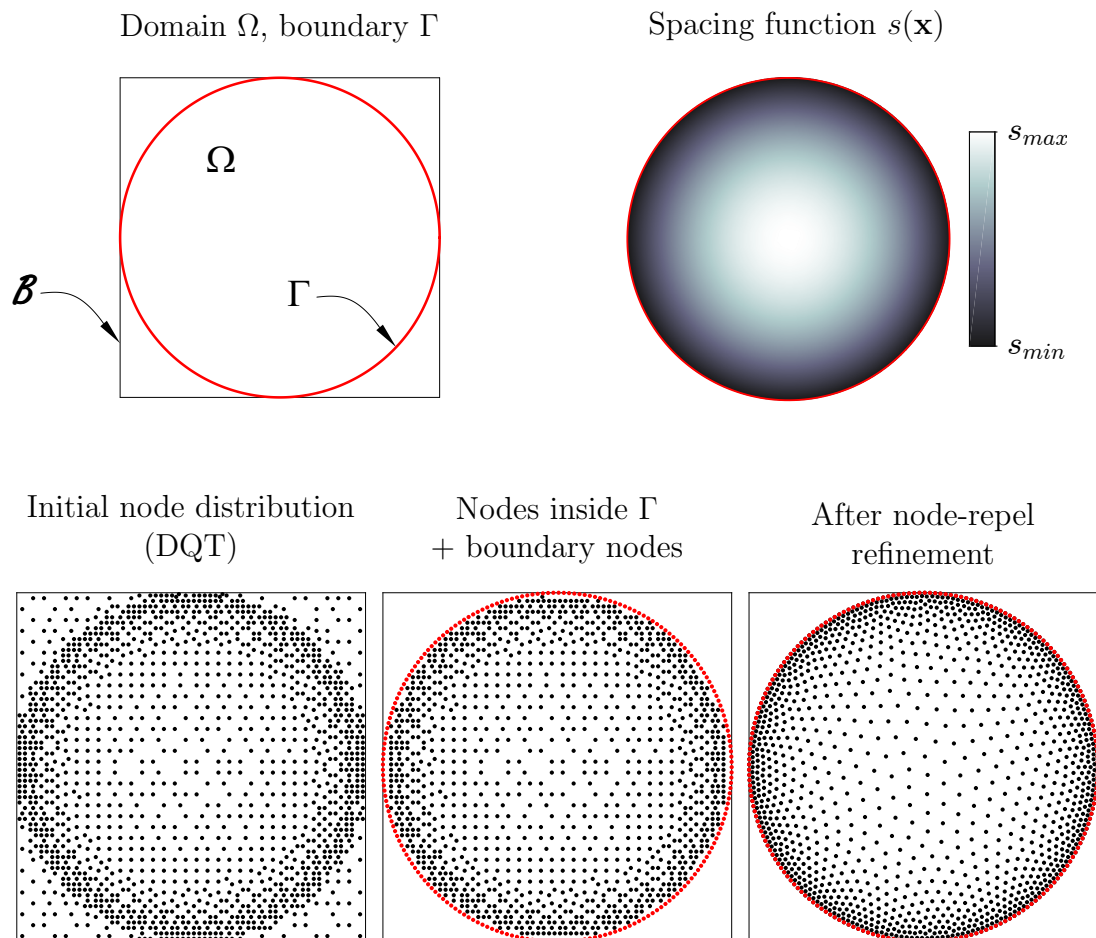 Domain Ω, boundary Γ
Spacing function s(x)
Ω
s_max
ℬ
Γ
s_min
Initial node distribution
(DQT)
Nodes inside Γ
+ boundary nodes
After node-repel
refinement